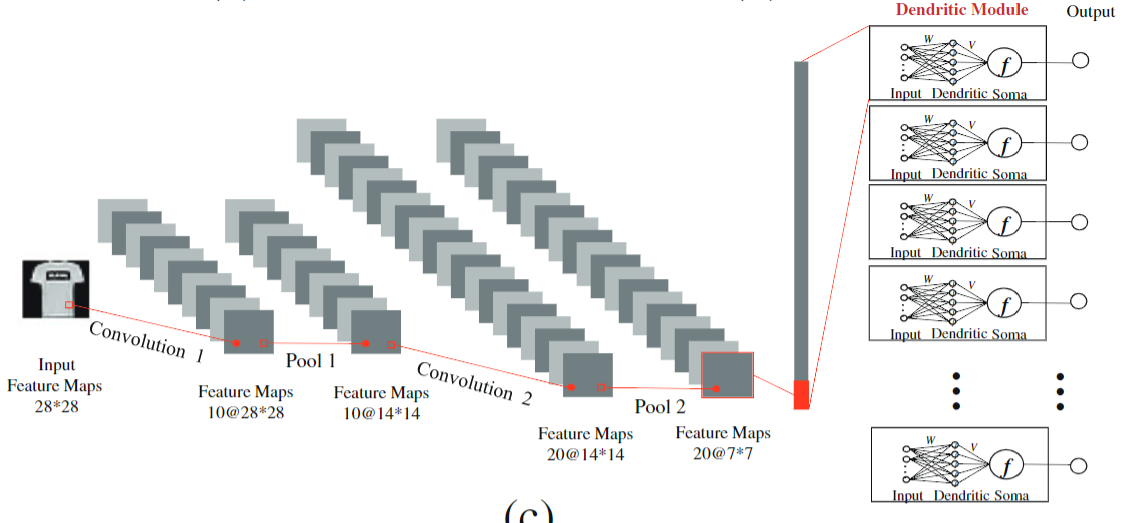 Dendritic Module
Output
W
V
f
Input Dendritic Soma
W
V
f
Input Dendritic Soma
W
V
f
Input Dendritic Soma
W
V
f
Input Dendritic Soma
W
V
f
Input Dendritic Soma
Convolution 1
Pool 1
Convolution 2
Pool 2
Input
Feature Maps
28*28
Feature Maps
10@28*28
Feature Maps
10@14*14
Feature Maps
20@14*14
Feature Maps
20@7*7
(c)